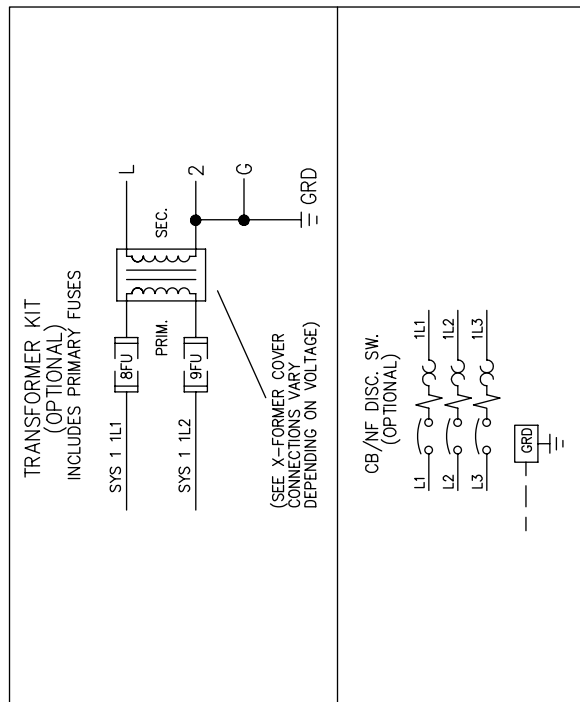 TRANSFORMER KIT
(OPTIONAL)
INCLUDES PRIMARY FUSES
SYS 1 1L1
8FU
L
SYS 1 1L2
9FU
2
PRIM.
SEC.
G
GRD
(SEE X-FORMER COVER
CONNECTIONS VARY
DEPENDING ON VOLTAGE)
CB/NF DISC. SW.
(OPTIONAL)
L1
1L1
L2
1L2
L3
1L3
GRD